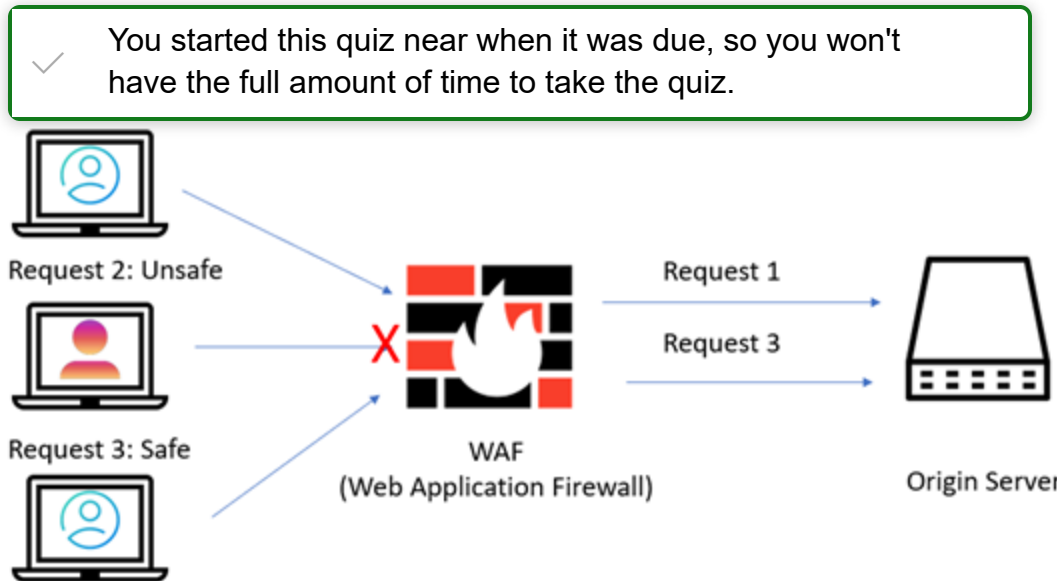 You started this quiz near when it was due, so you won't
have the full amount of time to take the quiz.
Request 2: Unsafe
Request 1
Request 3
X
Request 3: Safe
WAF
(Web Application Firewall)
Origin Server